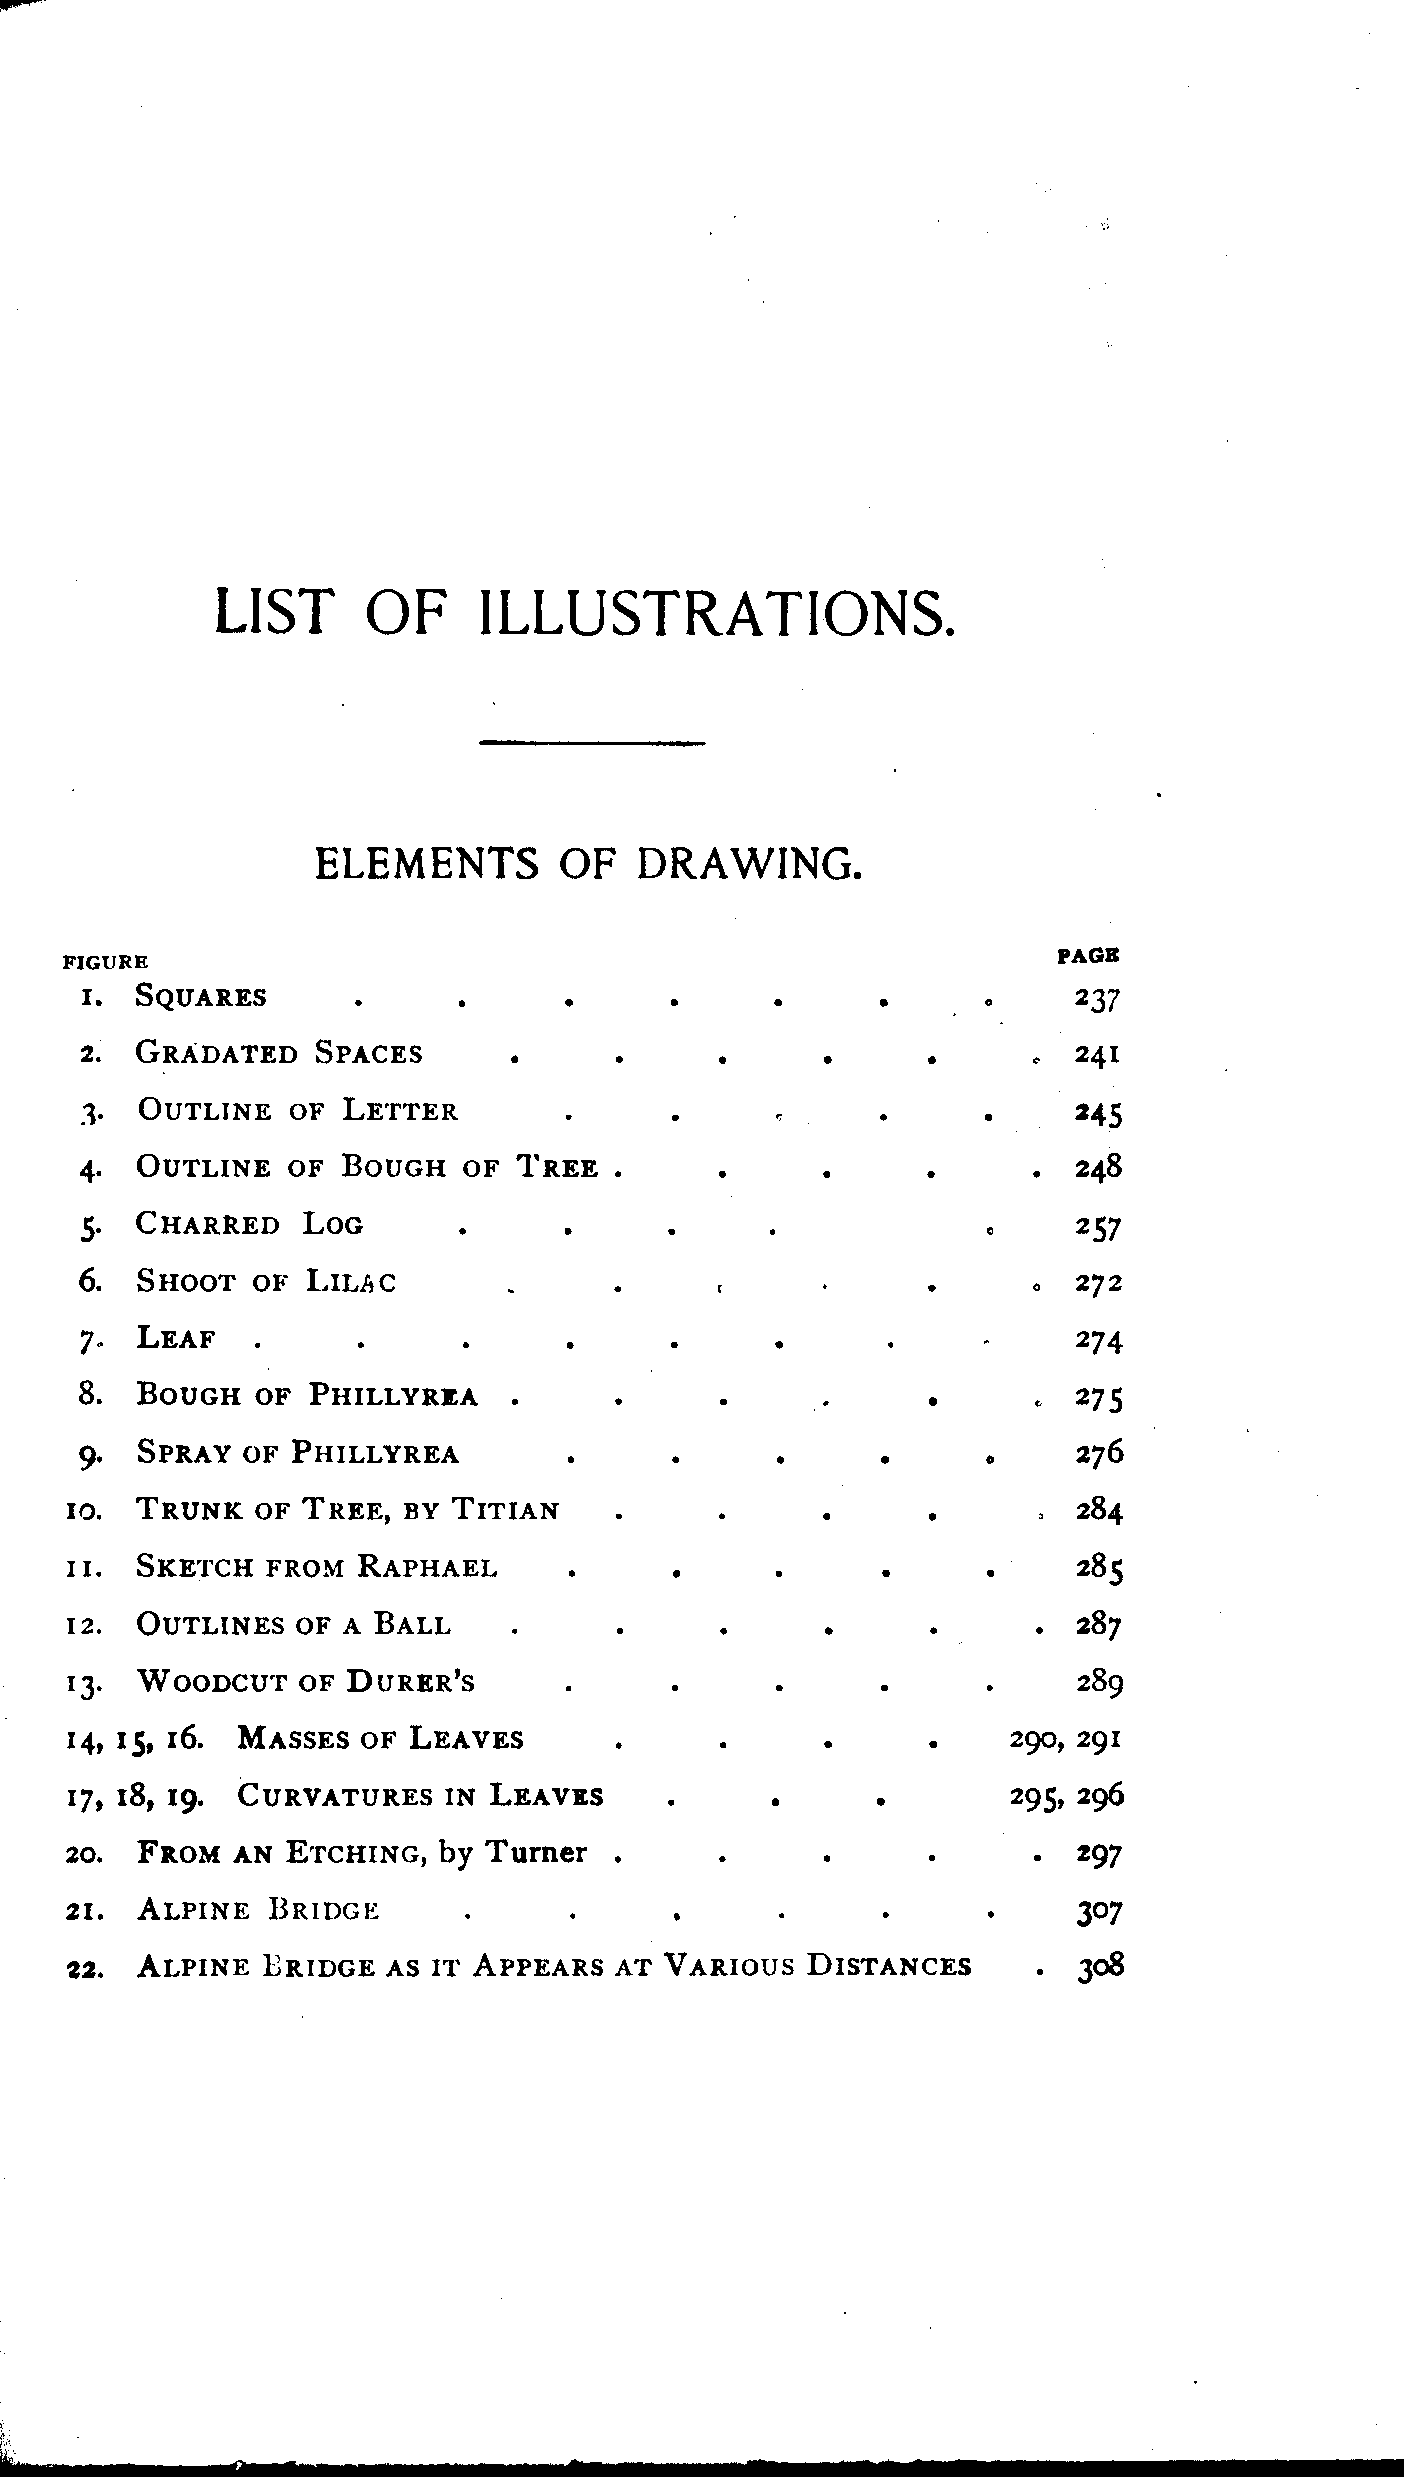 LIST OF ILLUSTRATIONS.
ELEMENTS OF DRAWING.
FIGURE PAGE
1. SQUARES . . . . . . . 237
2. GRADATED SPACES . . . . . . 241
3. OUTLINE OF LETTER . . . . . 245
4. OUTLINE OF BOUGH OF TREE . . . . . 248
5. CHARRED LOG . . . . . 257
6. SHOOT OF LILAC . . . . . . 272
7. LEAF . . . . . . . . 274
8. BOUGH OF PHILLYREA . . . . . . 275
9. SPRAY OF PHILLYREA . . . . . 276
10. TRUNK OF TREE, BY TITIAN . . . . . 284
11. SKETCH FROM RAPHAEL . . . . . 285
12. OUTLINES OF A BALL . . . . . . 287
13. WOODCUT OF DURER'S . . . . . 289
14, 15, 16. MASSES OF LEAVES . . . . 290, 291
17, 18, 19. CURVATURES IN LEAVES . . . 295, 296
20. FROM AN ETCHING, by Turner . . . . . 297
21. ALPINE BRIDGE . . . . . . 307
22. ALPINE BRIDGE AS IT APPEARS AT VARIOUS DISTANCES . 308